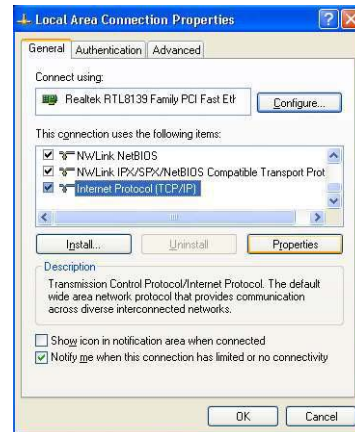 Local Area Connection Properties
General Authentication Advanced
Connect using:
Realtek RTL8139 Family PCI Fast Eth
Configure...
This connection uses the following items:
NWLink NetBIOS
NWLink IPX/SPX/NetBIOS Compatible Transport Prot
Internet Protocol (TCP/IP)
Install... Uninstall Properties
Description
Transmission Control Protocol/Internet Protocol. The default
wide area network protocol that provides communication
across diverse interconnected networks.
Show icon in notification area when connected
Notify me when this connection has limited or no connectivity
OK Cancel